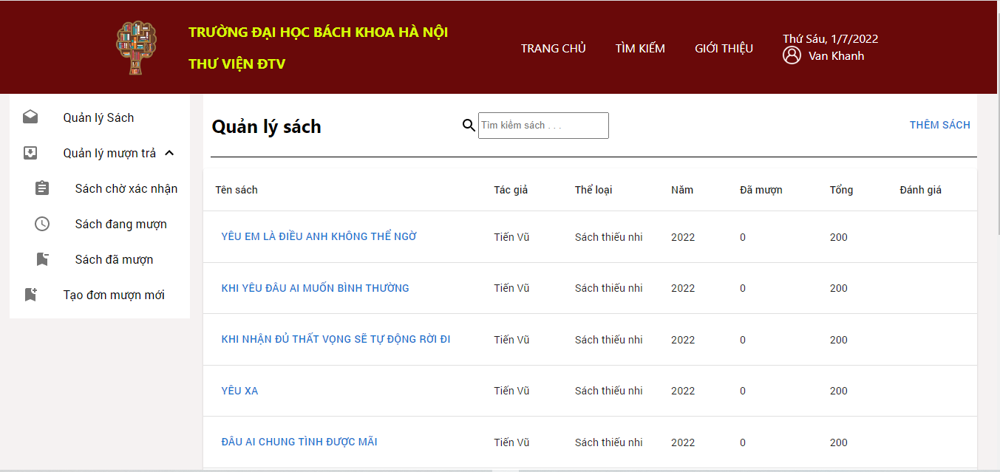 TRƯỜNG ĐẠI HỌC BÁCH KHOA HÀ NỘI
THƯ VIỆN ĐTV
TRANG CHỦ
TÌM KIẾM
GIỚI THIỆU
Thứ Sáu, 1/7/2022
Van Khanh
Quản lý Sách
Quản lý mượn trả
Sách chờ xác nhận
Sách đang mượn
Sách đã mượn
Tạo đơn mượn mới
Quản lý sách
Tìm kiếm sách . . .
THÊM SÁCH
Tên sách Tác giả Thể loại Năm Đã mượn Tổng Đánh giá
YÊU EM LÀ ĐIỀU ANH KHÔNG THỂ NGỜ Tiến Vũ Sách thiếu nhi 2022 0 200
KHI YÊU ĐÂU AI MUỐN BÌNH THƯỜNG Tiến Vũ Sách thiếu nhi 2022 0 200
KHI NHẬN ĐỦ THẤT VỌNG SẼ TỰ ĐỘNG RỜI ĐI Tiến Vũ Sách thiếu nhi 2022 0 200
YÊU XA Tiến Vũ Sách thiếu nhi 2022 0 200
ĐÂU AI CHUNG TÌNH ĐƯỢC MÃI Tiến Vũ Sách thiếu nhi 2022 0 200